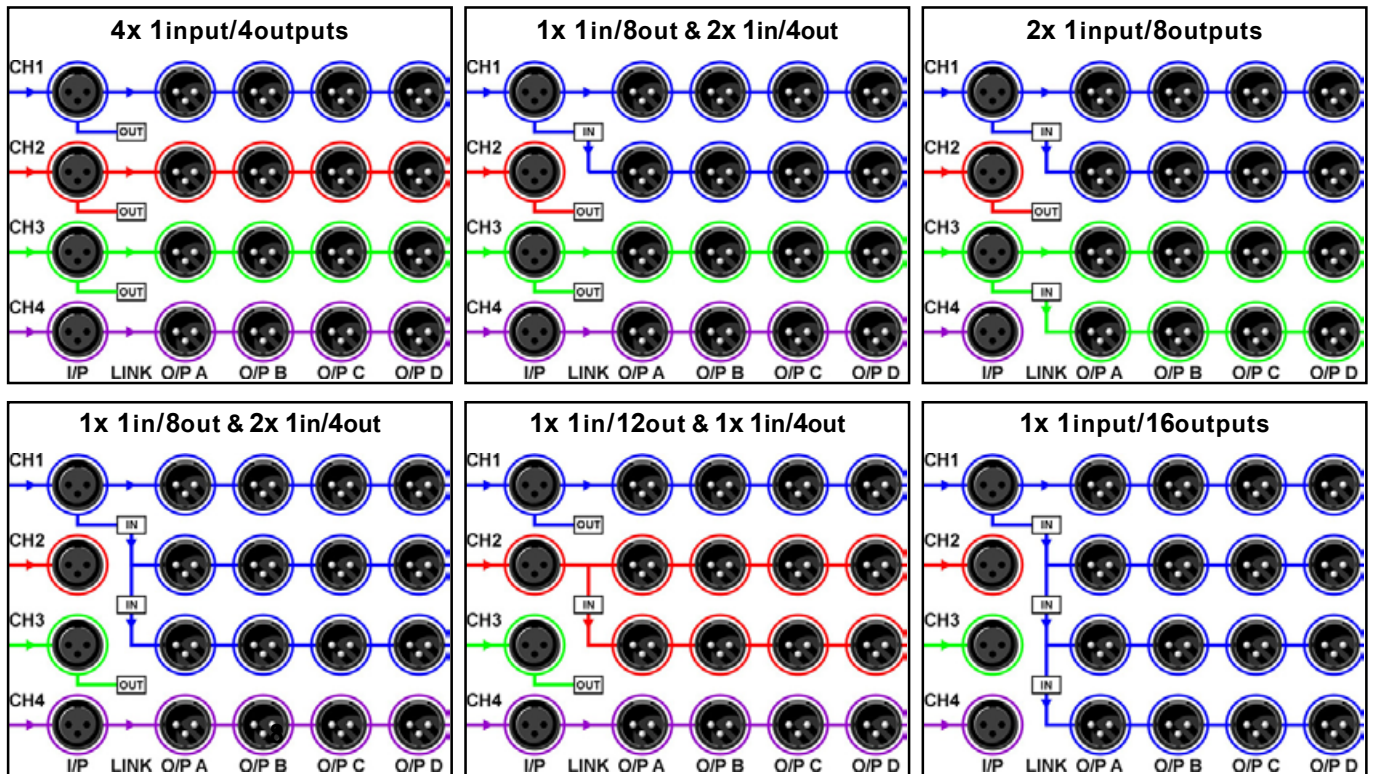 4x 1input/4outputs
CH1
OUT
CH2
OUT
CH3
OUT
CH4
I/P LINK O/P A O/P B O/P C O/P D
1x 1in/8out & 2x 1in/4out
CH1
IN
CH2
OUT
CH3
OUT
CH4
I/P LINK O/P A O/P B O/P C O/P D
2x 1input/8outputs
CH1
IN
CH2
OUT
CH3
IN
CH4
I/P LINK O/P A O/P B O/P C O/P D
1x 1in/8out & 2x 1in/4out
CH1
IN
CH2
IN
CH3
OUT
CH4
I/P LINK O/P A O/P B O/P C O/P D
1x 1in/12out & 1x 1in/4out
CH1
OUT
CH2
IN
CH3
OUT
CH4
I/P LINK O/P A O/P B O/P C O/P D
1x 1input/16outputs
CH1
IN
CH2
IN
CH3
IN
CH4
I/P LINK O/P A O/P B O/P C O/P D